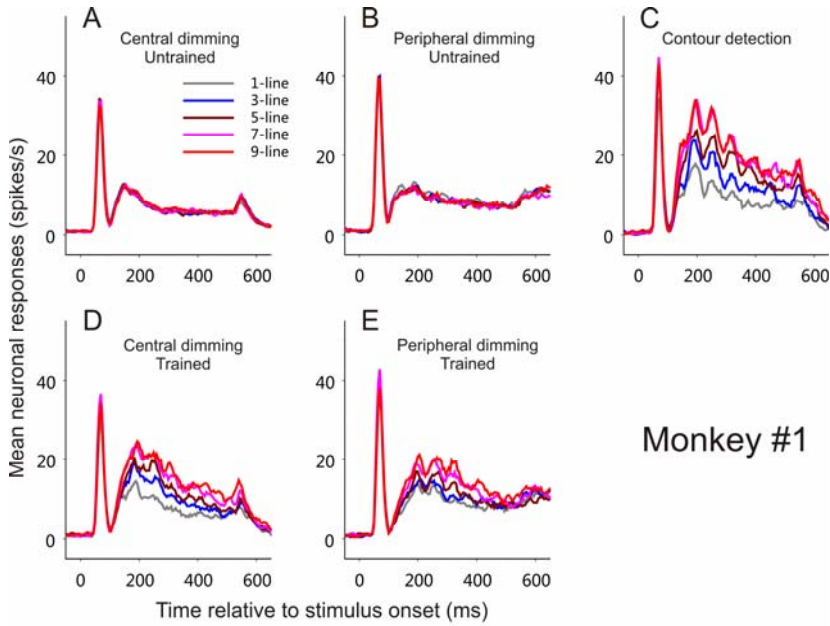 A
Central dimming
Untrained
1-line
3-line
5-line
7-line
9-line
B
Peripheral dimming
Untrained
C
Contour detection
40
20
0
0 200 400 600
0 200 400 600
40
20
0
0 200 400 600
D
Central dimming
Trained
E
Peripheral dimming
Trained
Monkey #1
40
20
0
0 200 400 600
40
20
0
0 200 400 600
Mean neuronal responses (spikes/s)
Time relative to stimulus onset (ms)